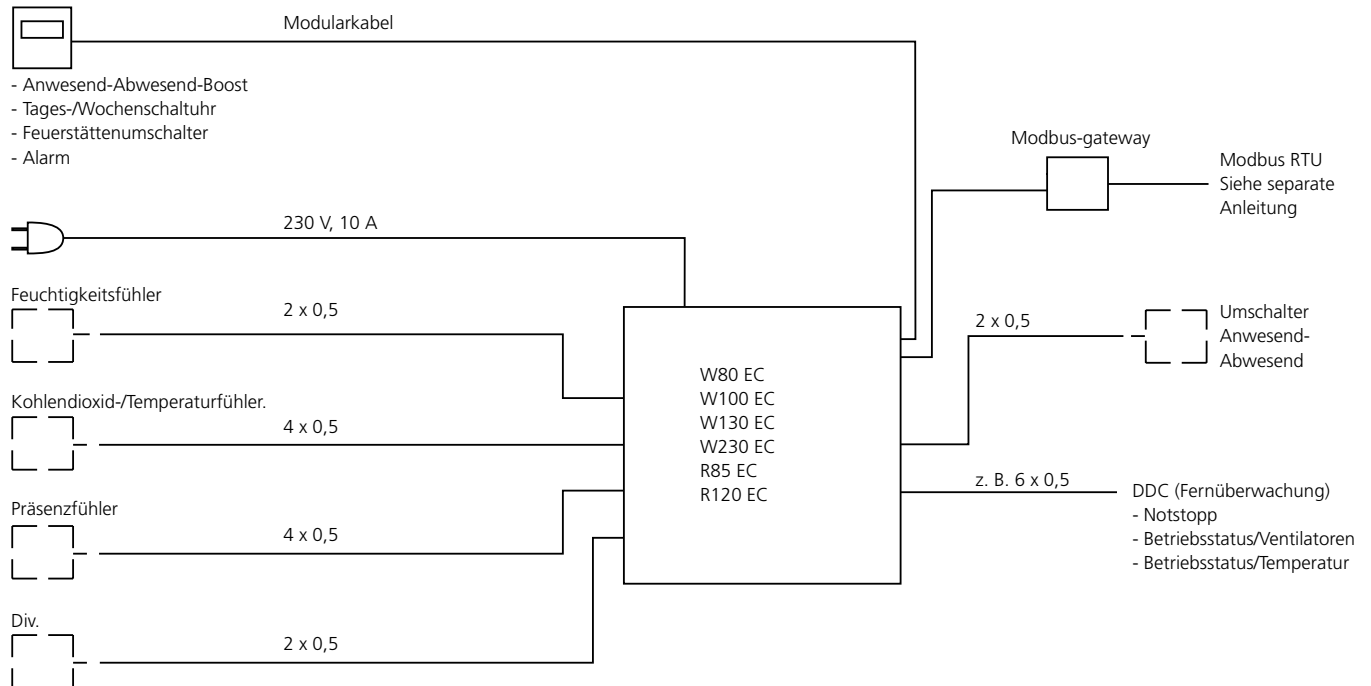 Modularkabel
- Anwesend-Abwesend-Boost
- Tages-/Wochenschaltuhr
- Feuerstättenumschalter
- Alarm
Modbus-gateway
Modbus RTU
Siehe separate
Anleitung
230 V, 10 A
Feuchtigkeitsfühler
2 x 0,5
Kohlendioxid-/Temperaturfühler.
4 x 0,5
Präsenzfühler
4 x 0,5
Div.
2 x 0,5
W80 EC
W100 EC
W130 EC
W230 EC
R85 EC
R120 EC
2 x 0,5
Umschalter
Anwesend-
Abwesend
z. B. 6 x 0,5
DDC (Fernüberwachung)
- Notstopp
- Betriebsstatus/Ventilatoren
- Betriebsstatus/Temperatur